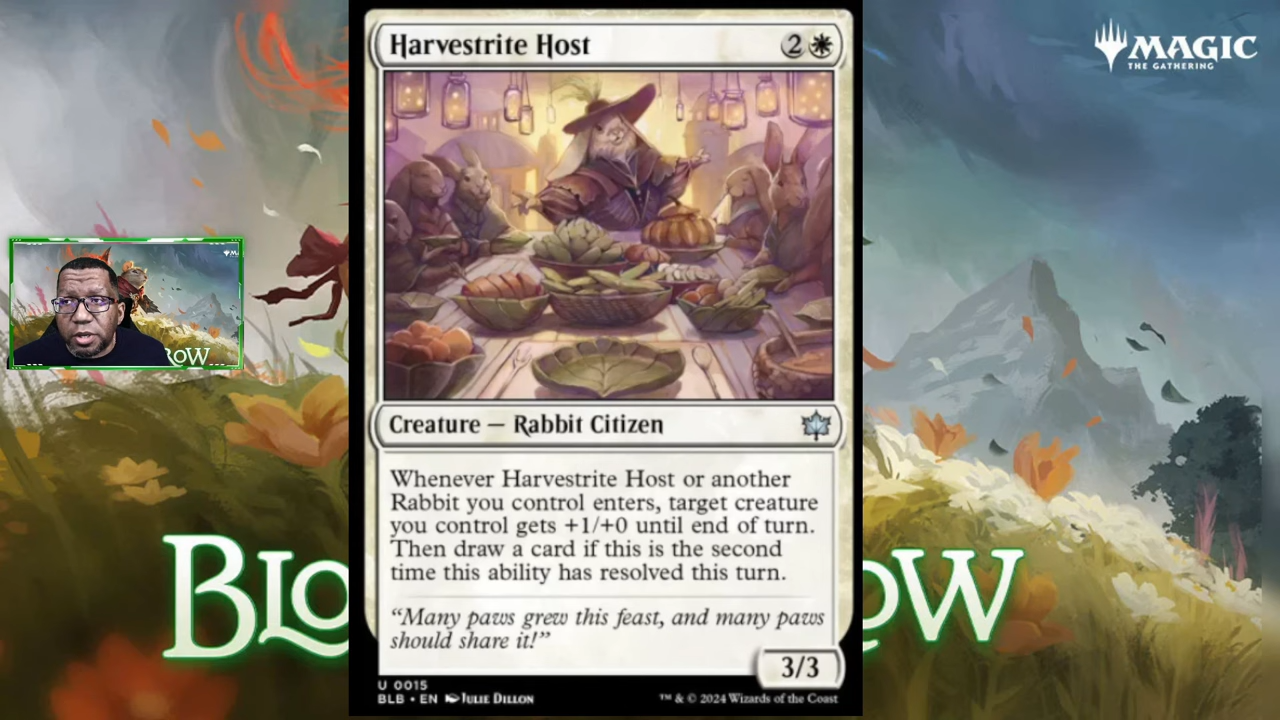 Harvestrite Host 2
MAGIC
THE GATHERING
Creature — Rabbit Citizen
Whenever Harvestrite Host or another
Rabbit you control enters, target creature
you control gets +1/+0 until end of turn.
Then draw a card if this is the second
time this ability has resolved this turn.
“Many paws grew this feast, and many paws
should share it!”
3/3
U 0015
BLB • EN JULIE DILLON
™ & © 2024 Wizards of the Coast
BLO
OW
ROW